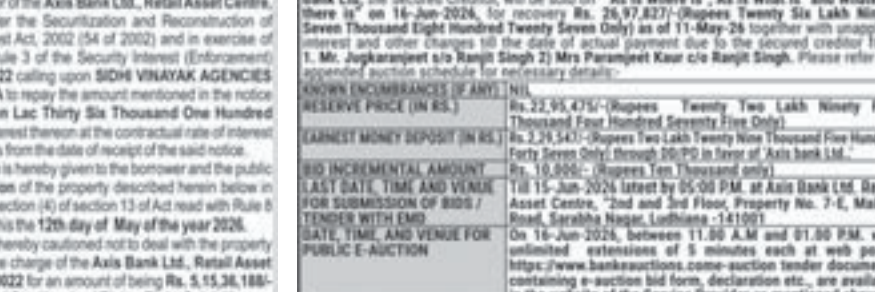 r of the Axis Bank Ltd., Retail Asset Centre,
er the Securitization and Reconstruction of
st Act, 2002 (54 of 2002) and in exercise of
ule 3 of the Security Interest (Enforcement)
22 calling upon SIDHI VINAYAK AGENCIES
to repay the amount mentioned in the notice
n Lac Thirty Six Thousand One Hundred
erest thereon at the contractual rate of interest
s from the date of receipt of the said notice.
is hereby given to the borrower and the public
on of the property described herein below in
ection (4) of section 13 of Act read with Rule 8
his the 12th day of May of the year 2026.
hereby cautioned not to deal with the property
e charge of the Axis Bank Ltd., Retail Asset
022 for an amount of being Rs. 5,15,36,188/-
there is" on 16-Jun-2026, for recovery Rs. 26,97,827/-(Rupees Twenty Six Lakh Nine
Seven Thousand Eight Hundred Twenty Seven Only) as of 11-May-26 together with unapp
interest and other charges till the date of actual payment due to the secured creditor f
1. Mr. Jugkaranjeet s/o Ranjit Singh 2) Mrs Paramjeet Kaur c/o Ranjit Singh. Please refer
appended auction schedule for necessary details:-
KNOWN ENCUMBRANCES (IF ANY) NIL
RESERVE PRICE (IN RS.) Rs.22,95,475/-(Rupees Twenty Two Lakh Ninety F
Thousand Four Hundred Seventy Five Only)
EARNEST MONEY DEPOSIT (IN RS.) Rs.2,29,547/-(Rupees Two Lakh Twenty Nine Thousand Five Hun
Forty Seven Only) through DD/PO in favor of 'Axis bank Ltd.'
BID INCREMENTAL AMOUNT Rs. 10,000/- (Rupees Ten Thousand only)
LAST DATE, TIME AND VENUE Till 15-Jun-2026 latest by 05:00 P.M. at Axis Bank Ltd. Re
FOR SUBMISSION OF BIDS / Asset Centre, "2nd and 3rd Floor, Property No. 7-E, Mal
TENDER WITH EMD Road, Sarabha Nagar, Ludhiana -141001
DATE, TIME, AND VENUE FOR On 16-Jun-2026, between 11.00 A.M and 01.00 P.M. w
PUBLIC E-AUCTION unlimited extensions of 5 minutes each at web po
https://www.bankeauctions.come-auction tender docume
containing e-auction bid form, declaration etc., are availa